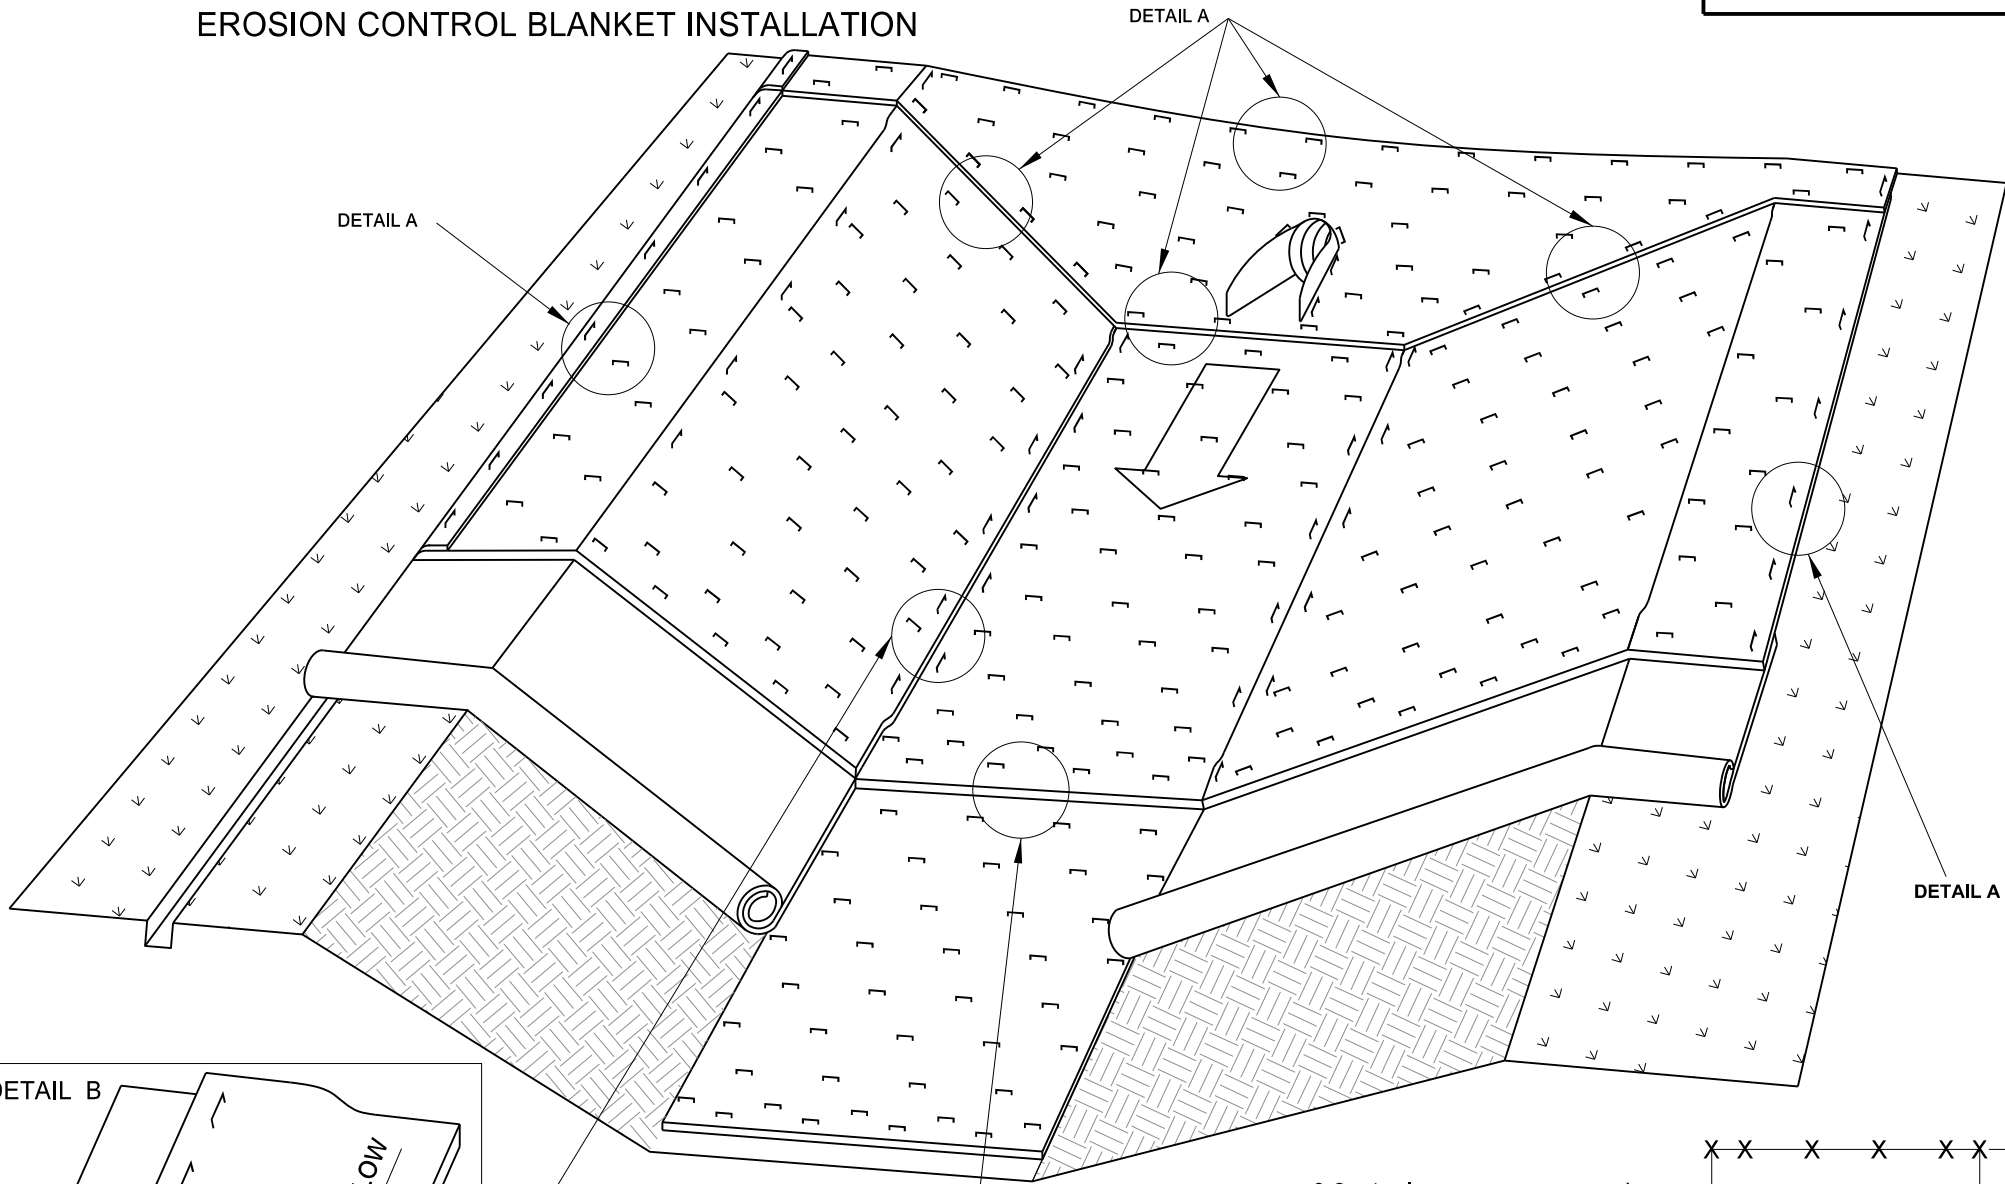 EROSION CONTROL BLANKET INSTALLATION
DETAIL A
DETAIL A
DETAIL A
DETAIL B
X X X X X X